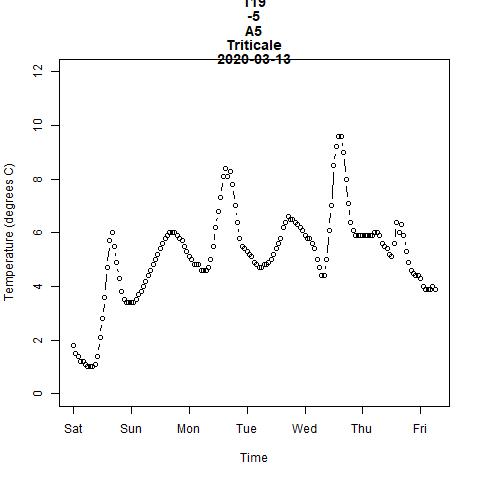 T19
-5
A5
Triticale
2020-03-13
Temperature (degrees C)
12
10
8
6
4
2
0
Sat Sun Mon Tue Wed Thu Fri
Time